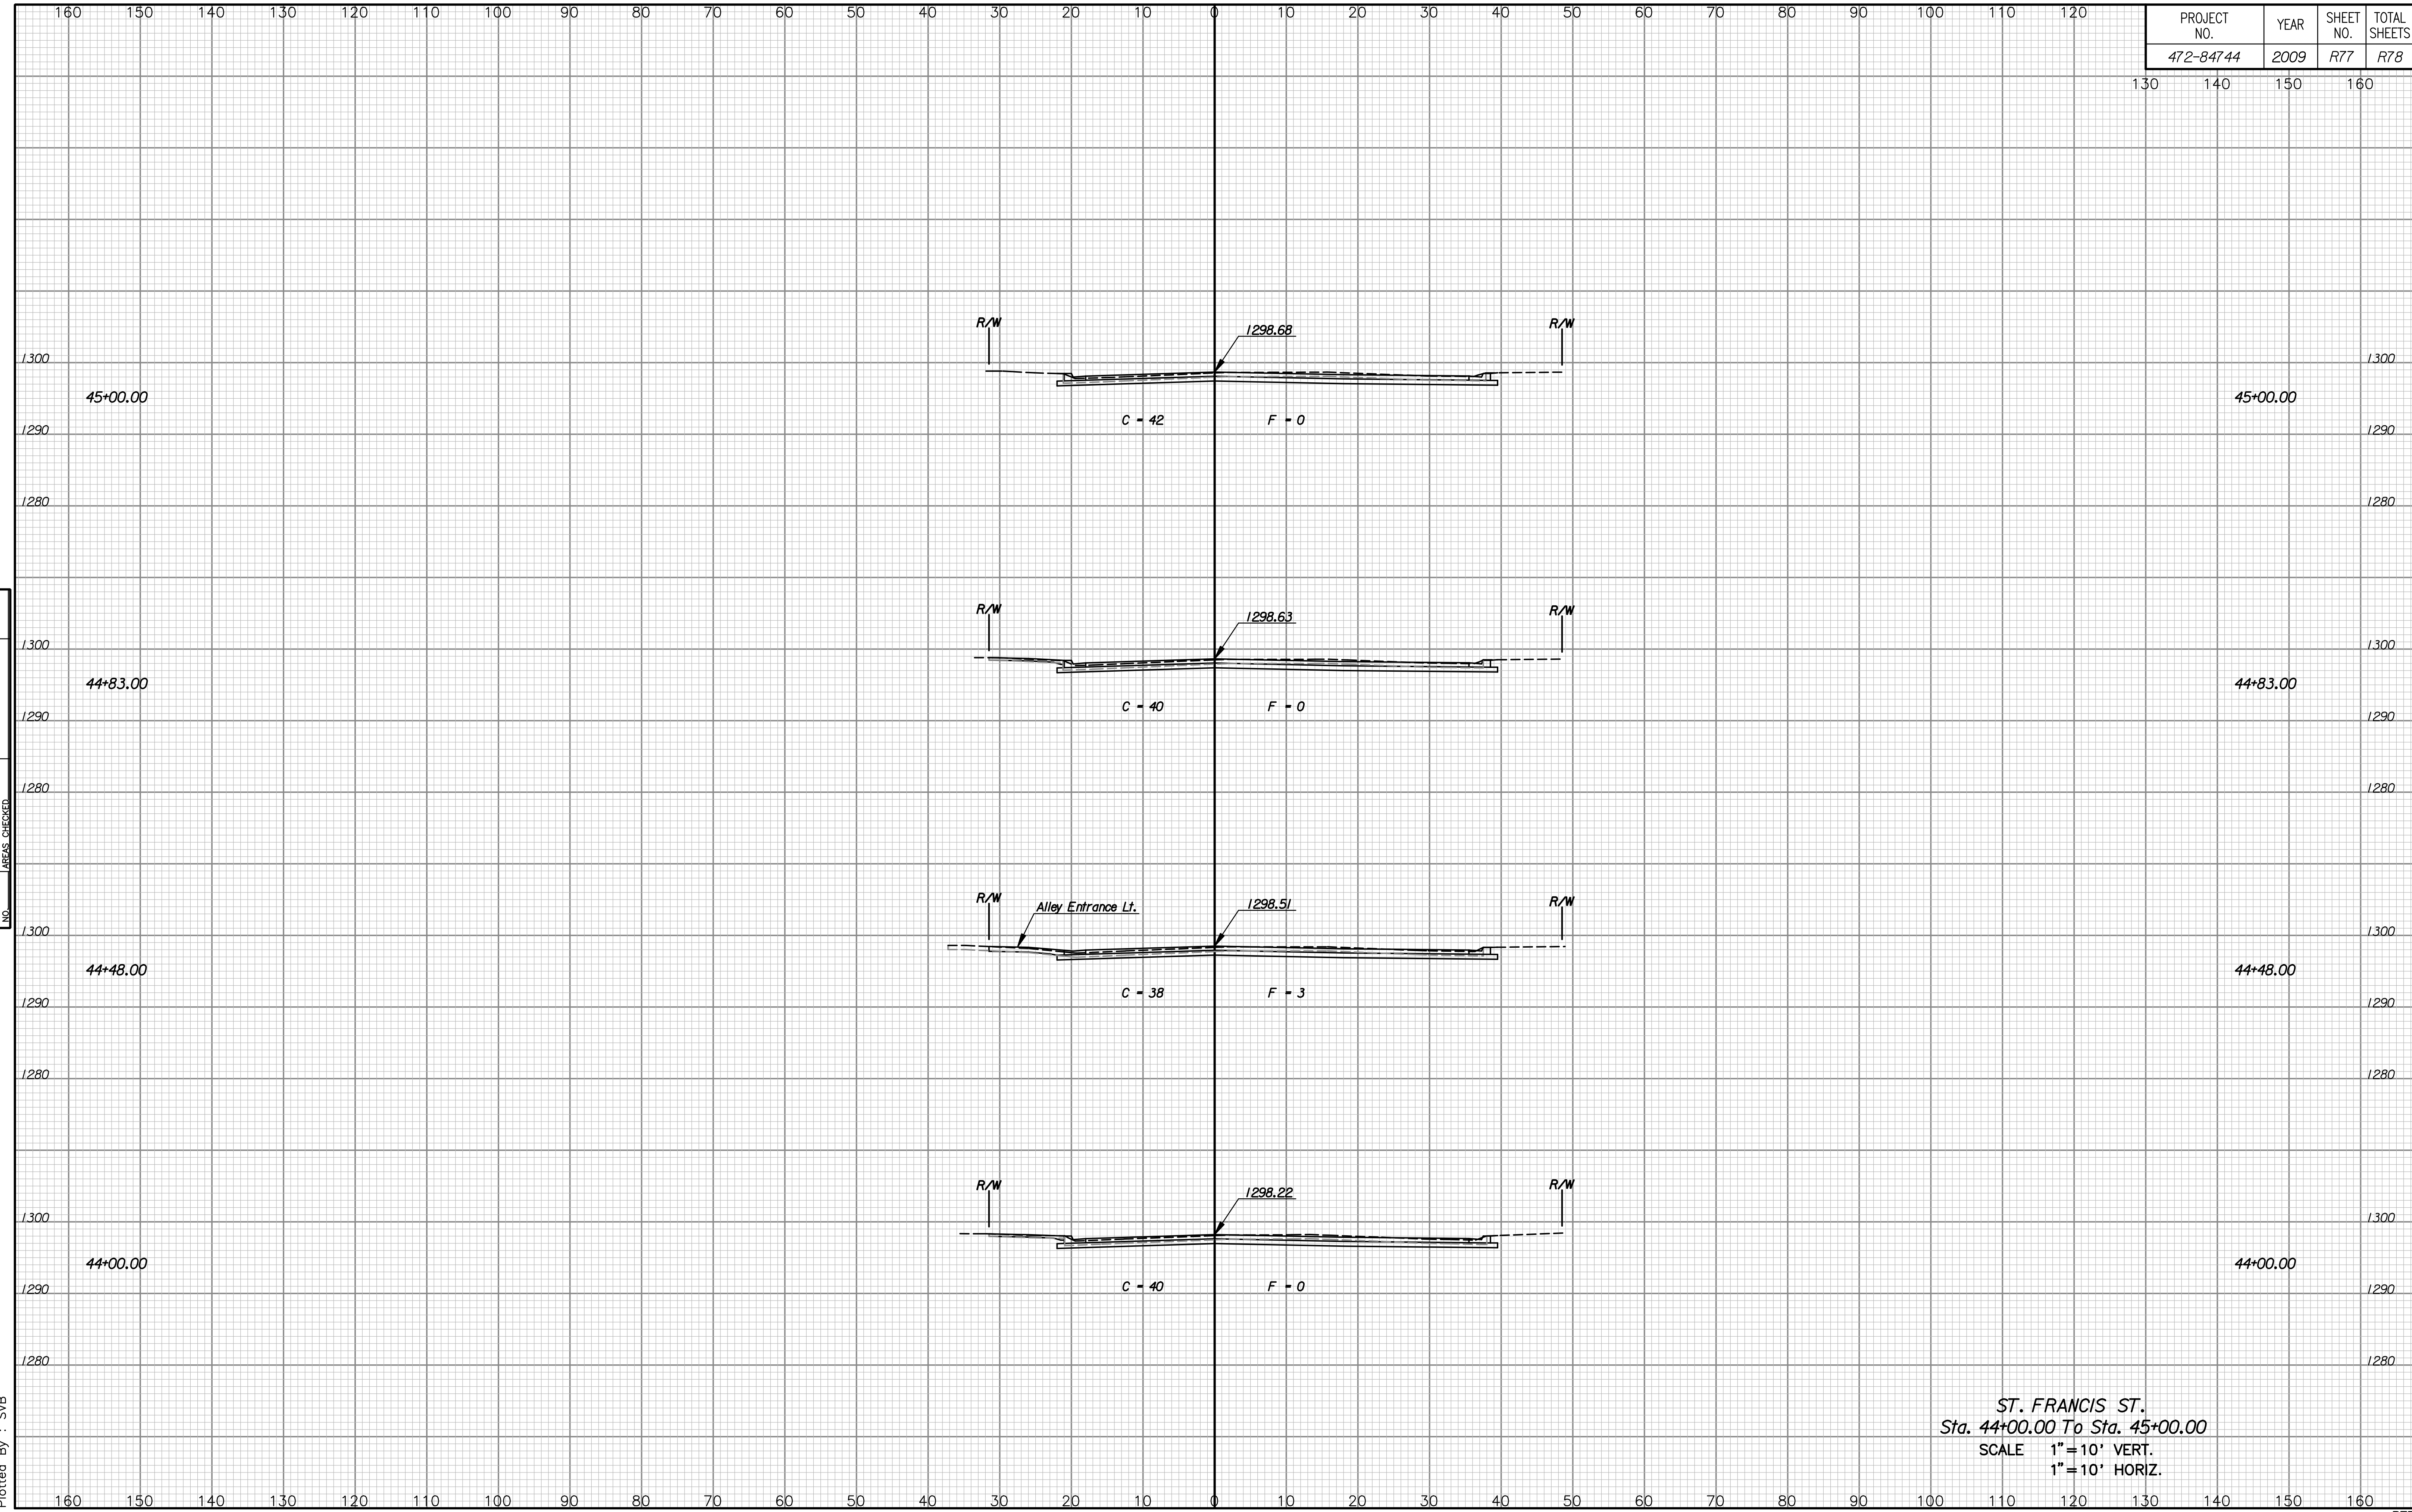 160 150 140 130 120 110 100 90 80 70 60 50 40 30 20 10 0 10 20 30 40 50 60 70 80 90 100 110 120
PROJECT NO. YEAR SHEET NO. TOTAL SHEETS
472-84744 2009 R77 R78
130 140 150 160
R/W 1298.68 R/W
1300 1300
45+00.00 45+00.00
C = 42 F = 0
1290 1290
1280 1280
R/W 1298.63 R/W
1300 1300
44+83.00 44+83.00
C = 40 F = 0
1290 1290
1280 1280
AREAS CHECKED
NO.
R/W Alley Entrance Lt. 1298.51 R/W
1300 1300
44+48.00 44+48.00
C = 38 F = 3
1290 1290
1280 1280
R/W 1298.22 R/W
1300 1300
44+00.00 44+00.00
C = 40 F = 0
1290 1290
1280 1280
Plotted By : SVB
ST. FRANCIS ST.
Sta. 44+00.00 To Sta. 45+00.00
SCALE 1"=10' VERT.
1"=10' HORIZ.
160 150 140 130 120 110 100 90 80 70 60 50 40 30 20 10 0 10 20 30 40 50 60 70 80 90 100 110 120 130 140 150 160